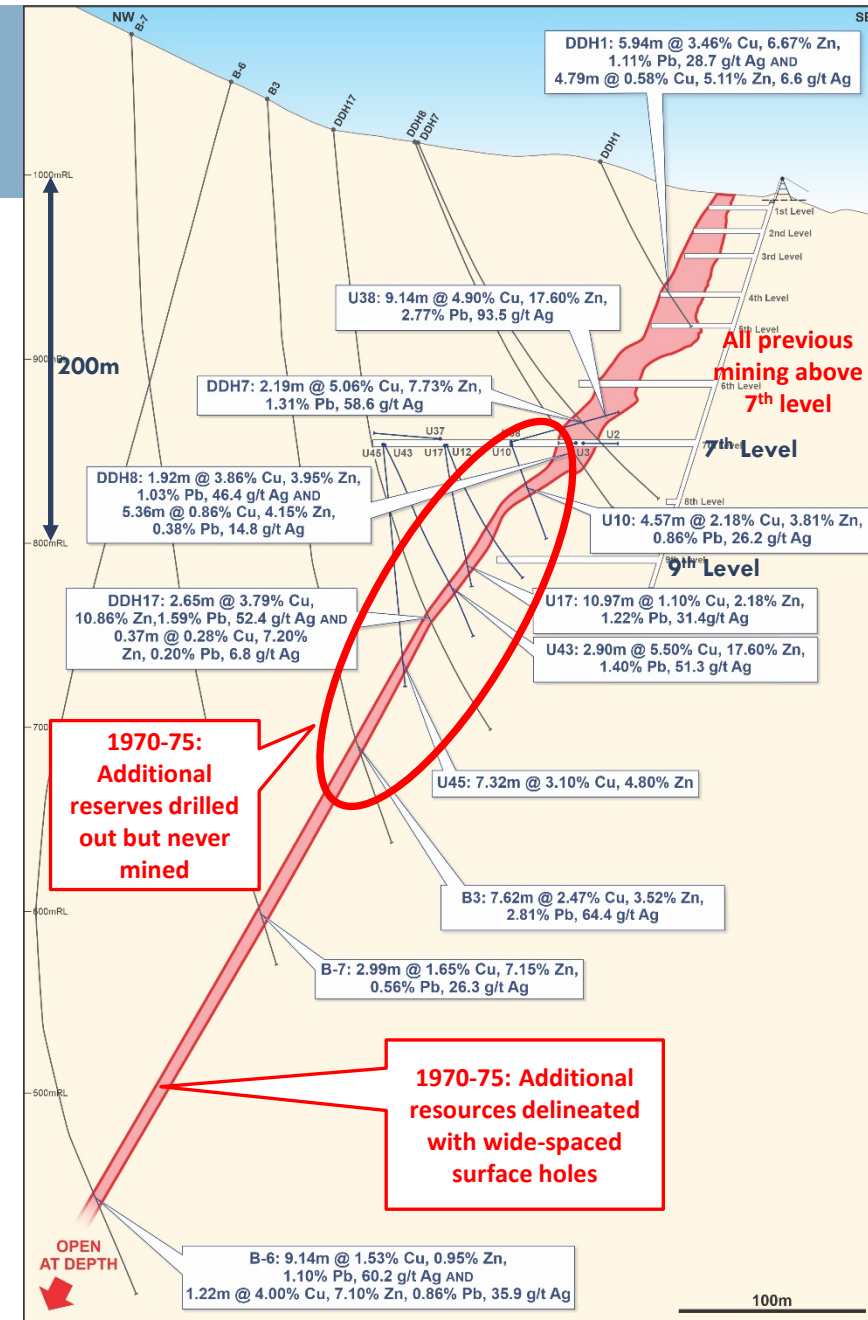 NW
SE
B-7
B-6
B3
DDH17
DDH8
DDH7
DDH1
DDH1: 5.94m @ 3.46% Cu, 6.67% Zn,
1.11% Pb, 28.7 g/t Ag AND
4.79m @ 0.58% Cu, 5.11% Zn, 6.6 g/t Ag
1000mRL
1st Level
2nd Level
3rd Level
4th Level
5th Level
U38: 9.14m @ 4.90% Cu, 17.60% Zn,
2.77% Pb, 93.5 g/t Ag
900mRL
200m
All previous
mining above
7th level
6th Level
DDH7: 2.19m @ 5.06% Cu, 7.73% Zn,
1.31% Pb, 58.6 g/t Ag
U37
U38
U2
U45
U43
U17
U12
U10
U3
7th Level
DDH8: 1.92m @ 3.86% Cu, 3.95% Zn,
1.03% Pb, 46.4 g/t Ag AND
5.36m @ 0.86% Cu, 4.15% Zn,
0.38% Pb, 14.8 g/t Ag
8th Level
U10: 4.57m @ 2.18% Cu, 3.81% Zn,
0.86% Pb, 26.2 g/t Ag
800mRL
9th Level
DDH17: 2.65m @ 3.79% Cu,
10.86% Zn,1.59% Pb, 52.4 g/t Ag AND
0.37m @ 0.28% Cu, 7.20%
Zn, 0.20% Pb, 6.8 g/t Ag
U17: 10.97m @ 1.10% Cu, 2.18% Zn,
1.22% Pb, 31.4g/t Ag
U43: 2.90m @ 5.50% Cu, 17.60% Zn,
1.40% Pb, 51.3 g/t Ag
1970-75:
Additional
reserves drilled
out but never
mined
U45: 7.32m @ 3.10% Cu, 4.80% Zn
B3: 7.62m @ 2.47% Cu, 3.52% Zn,
2.81% Pb, 64.4 g/t Ag
600mRL
B-7: 2.99m @ 1.65% Cu, 7.15% Zn,
0.56% Pb, 26.3 g/t Ag
1970-75: Additional
resources delineated
with wide-spaced
surface holes
500mRL
OPEN
AT DEPTH
B-6: 9.14m @ 1.53% Cu, 0.95% Zn,
1.10% Pb, 60.2 g/t Ag AND
1.22m @ 4.00% Cu, 7.10% Zn, 0.86% Pb, 35.9 g/t Ag
100m